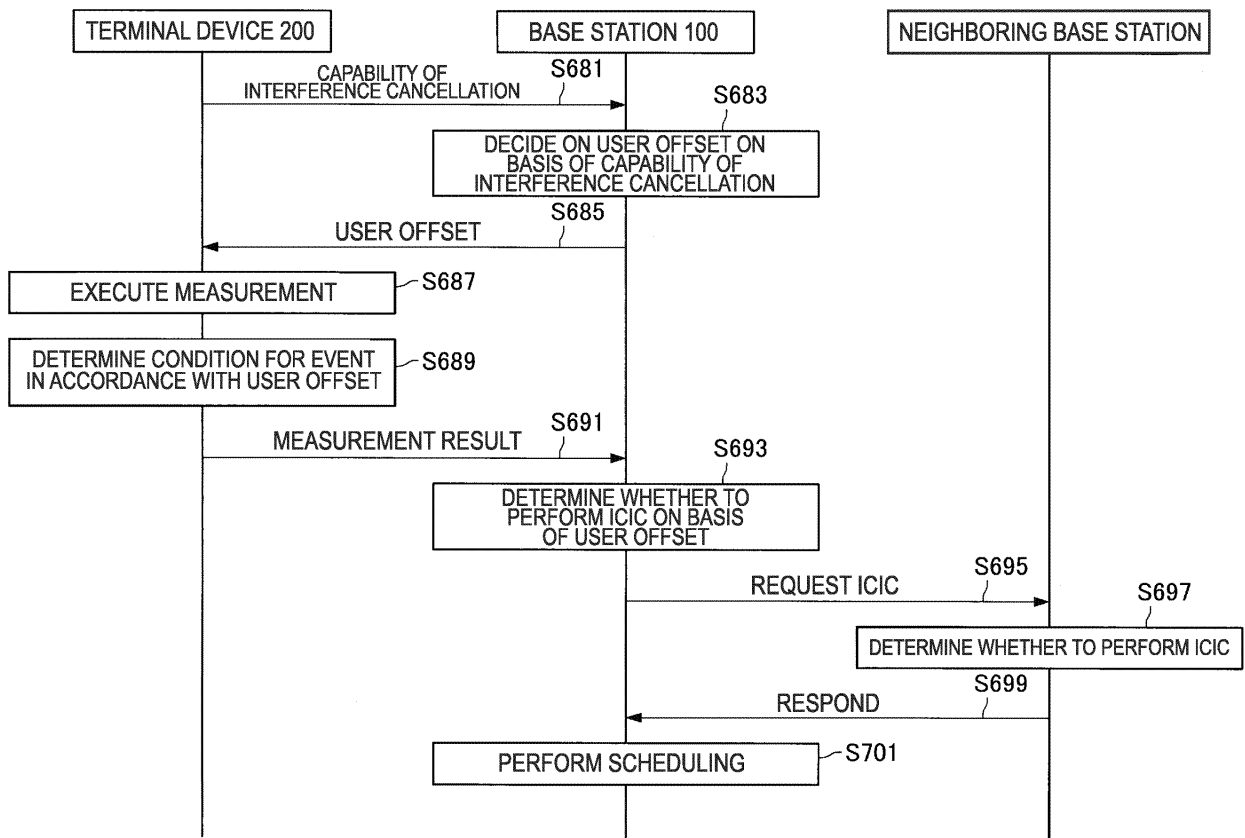 TERMINAL DEVICE 200
BASE STATION 100
NEIGHBORING BASE STATION
CAPABILITY OF
INTERFERENCE CANCELLATION
S681
S683
DECIDE ON USER OFFSET ON
BASIS OF CAPABILITY OF
INTERFERENCE CANCELLATION
S685
USER OFFSET
EXECUTE MEASUREMENT
S687
DETERMINE CONDITION FOR EVENT
IN ACCORDANCE WITH USER OFFSET
S689
MEASUREMENT RESULT
S691
S693
DETERMINE WHETHER TO
PERFORM ICIC ON BASIS
OF USER OFFSET
REQUEST ICIC
S695
S697
DETERMINE WHETHER TO PERFORM ICIC
RESPOND
S699
PERFORM SCHEDULING
S701